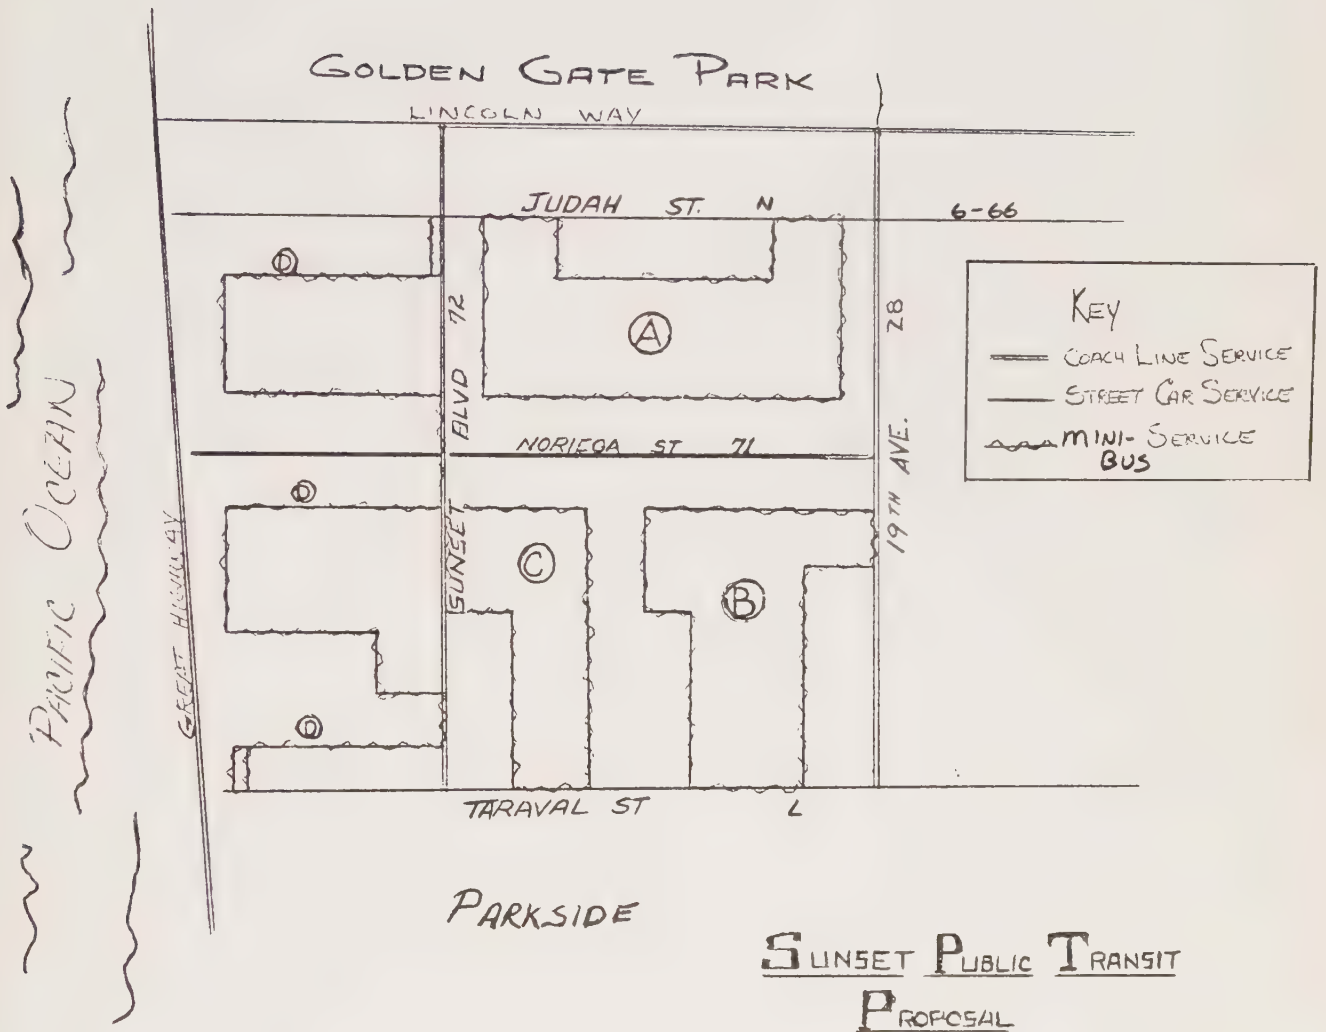 GOLDEN GATE PARK
LINCOLN WAY
JUDAH ST. N
6-66
D
A
SUNSET BLVD 72
19TH AVE. 28
KEY
COACH LINE SERVICE
STREET CAR SERVICE
MINI-BUS SERVICE
NORIEGA ST 71
PACIFIC OCEAN
GREAT HIGHWAY
D
C
B
D
TARAVAL ST L
PARKSIDE
SUNSET PUBLIC TRANSIT
PROPOSAL